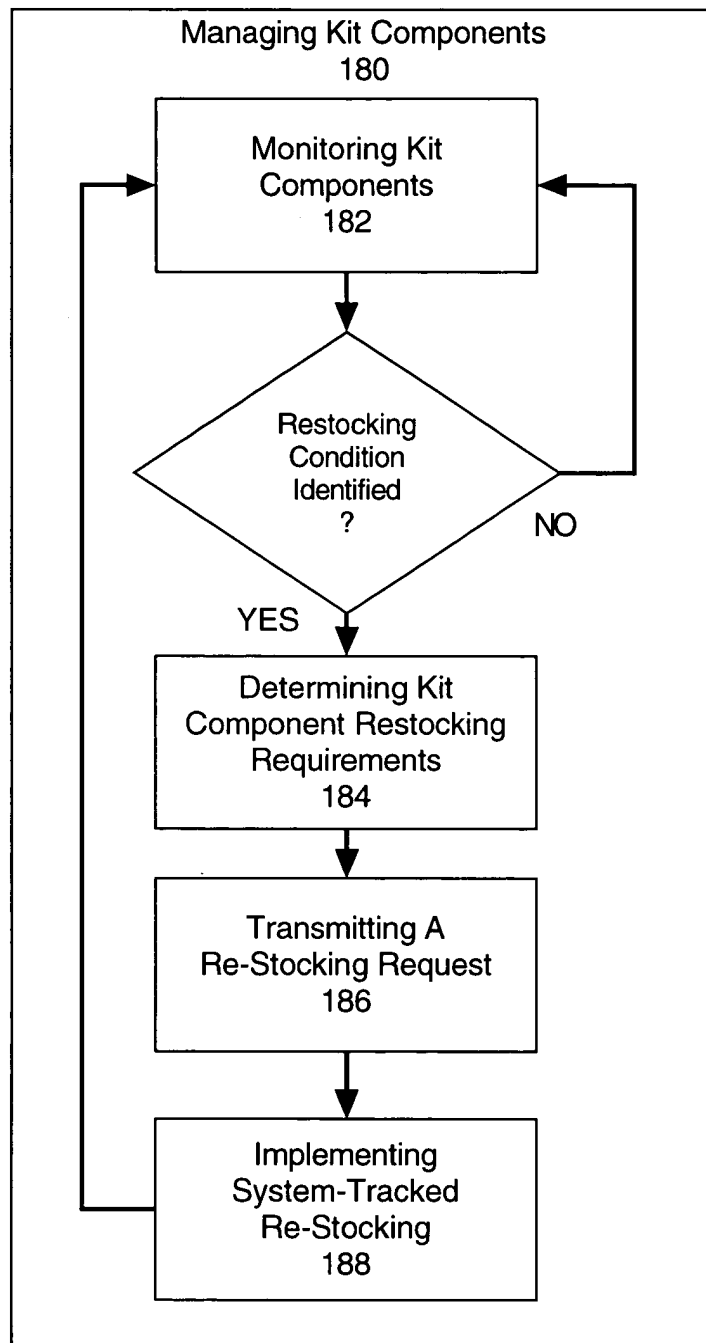 Managing Kit Components
180
Monitoring Kit
Components
182
Restocking
Condition
Identified
?
NO
YES
Determining Kit
Component Restocking
Requirements
184
Transmitting A
Re-Stocking Request
186
Implementing
System-Tracked
Re-Stocking
188